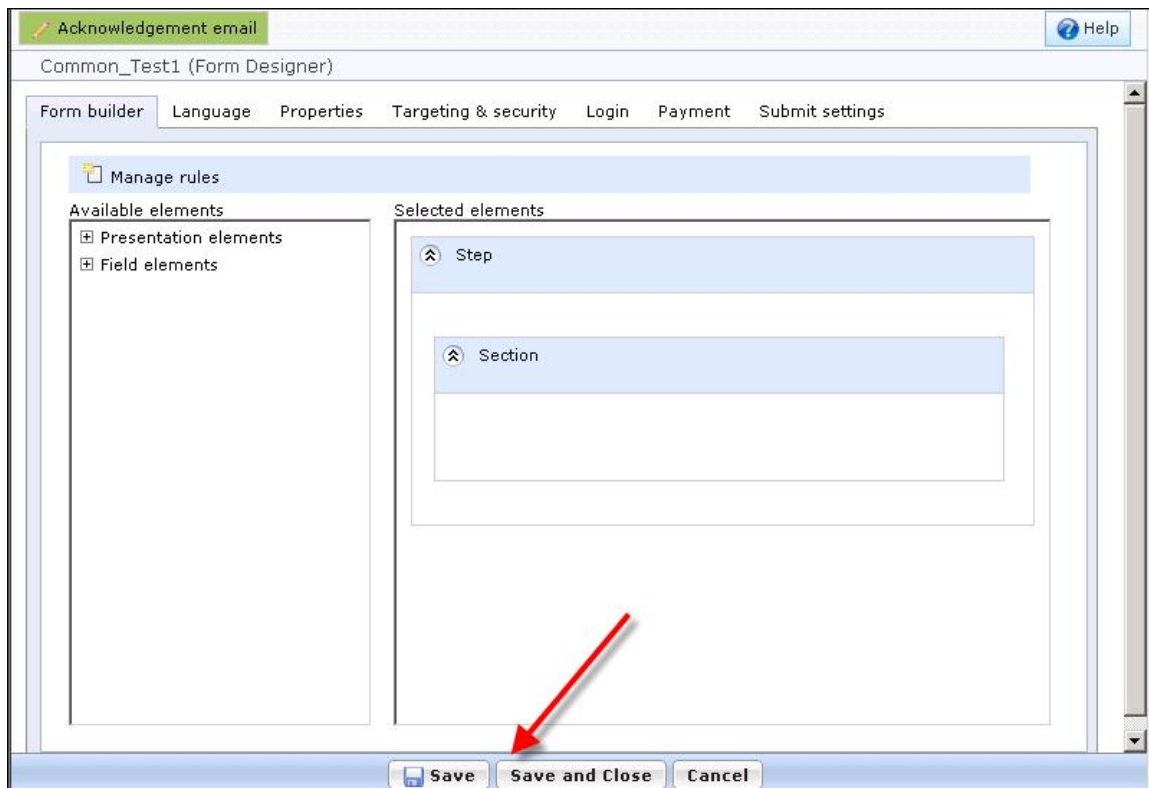 Acknowledgement email
Help
Common_Test1 (Form Designer)
Form builder Language Properties Targeting & security Login Payment Submit settings
Manage rules
Available elements Selected elements
Presentation elements
Field elements
Step
Section
Save Save and Close Cancel